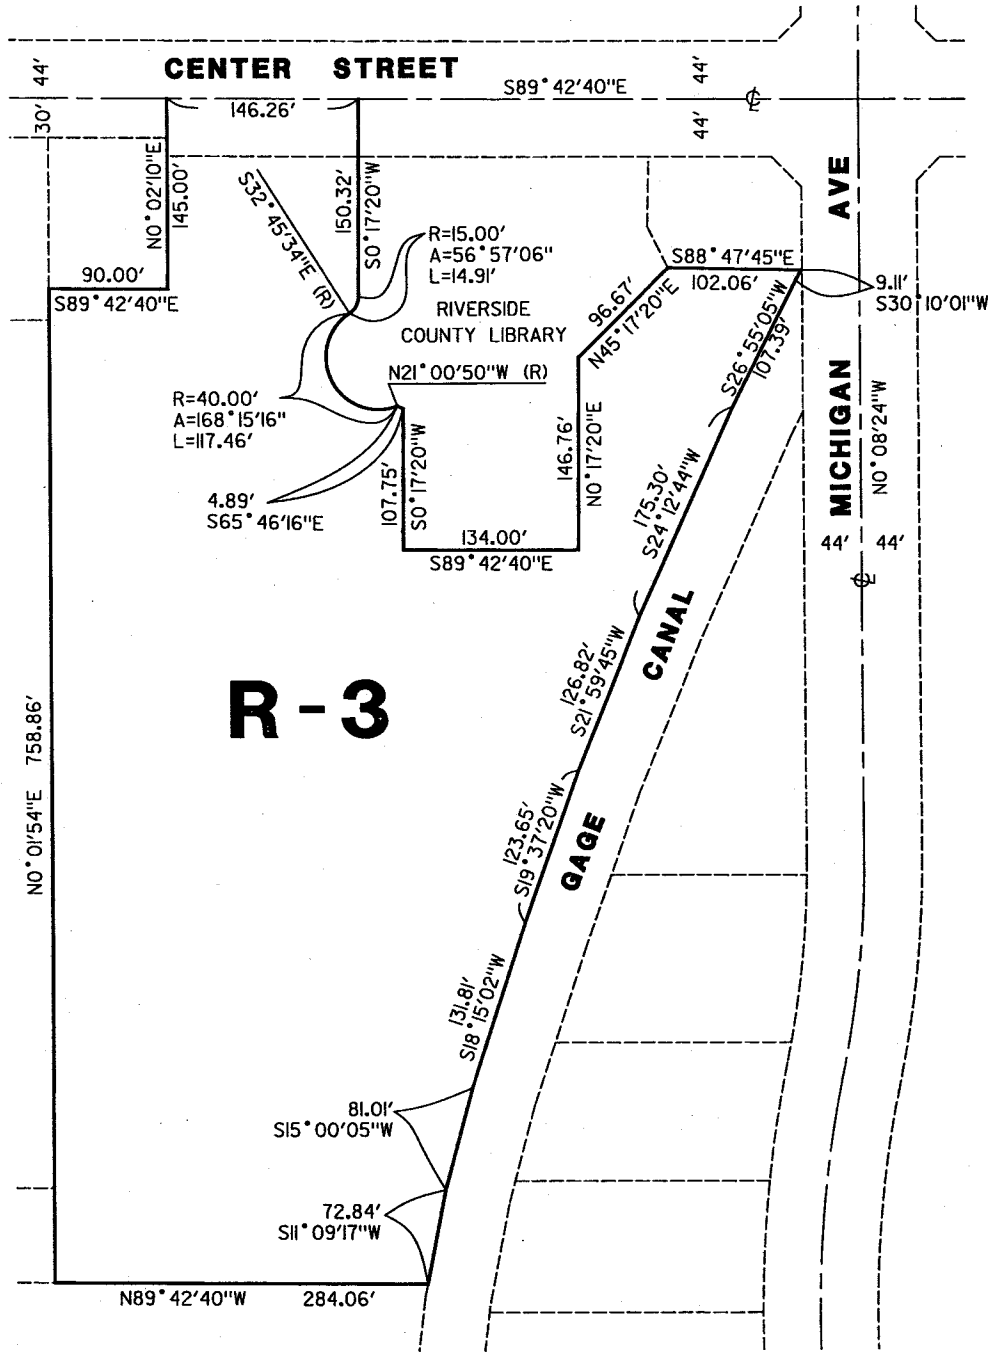 CENTER STREET
44'
30'
146.26'
S89°42'40"E
44'
44'
℄
N0°02'10"E
145.00'
S32°45'34"E (R)
150.32'
S0°17'20"W
R=15.00'
A=56°57'06"
L=14.91'
RIVERSIDE
COUNTY LIBRARY
S88°47'45"E
102.06'
9.11'
S30°10'01"W
MICHIGAN AVE
N0°08'24"W
44' 44'
℄
90.00'
S89°42'40"E
96.67'
N45°17'20"E
S26°55'05"W
107.39'
N21°00'50"W (R)
R=40.00'
A=168°15'16"
L=117.46'
4.89'
S65°46'16"E
107.75'
S0°17'20"W
134.00'
S89°42'40"E
146.76'
N0°17'20"E
175.30'
S24°12'44"W
126.82'
S21°59'45"W
GAGE CANAL
R-3
N0°01'54"E 758.86'
123.65'
S19°37'20"W
131.81'
S18°15'02"W
81.01'
S15°00'05"W
72.84'
S11°09'17"W
N89°42'40"W 284.06'